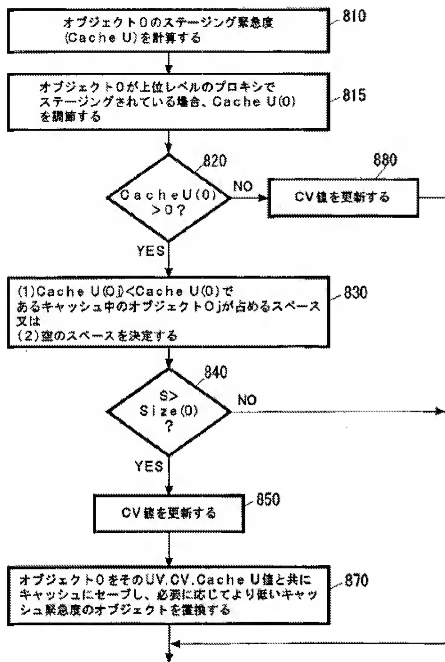 オブジェクトOのステージング緊急度
(Cache U)を計算する
810
オブジェクトOが上位レベルのプロキシで
ステージングされている場合、Cache U(O)
を調節する
815
820
CacheU(O)
>0?
NO
YES
880
CV値を更新する
(1)Cache U(Oj)<Cache U(O)で
あるキャッシュ中のオブジェクトOjが占めるスペース
又は
(2)空のスペースを決定する
830
840
S>
Size(O)
?
NO
YES
850
CV値を更新する
オブジェクトOをそのUV,CV,Cache U値と共に
キャッシュにセーブし、必要に応じてより低いキャッ
シュ緊急度のオブジェクトを置換する
870